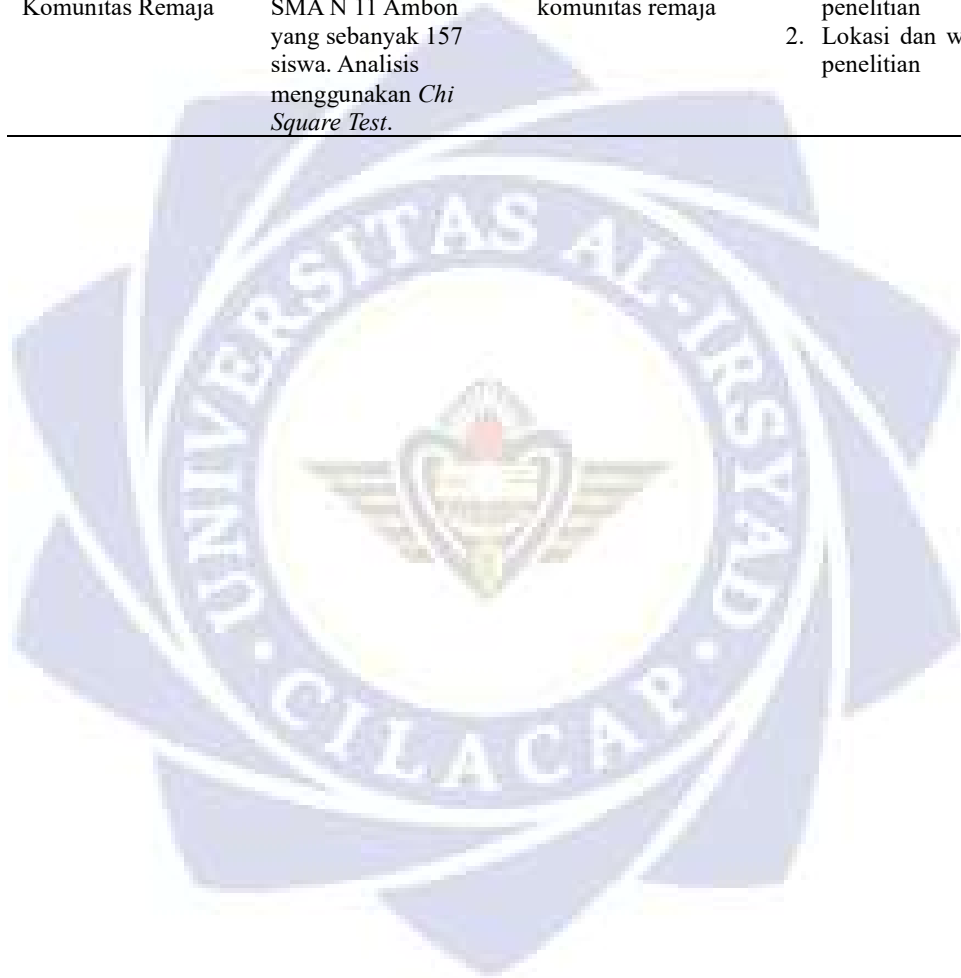 Komunitas Remaja
SMA N 11 Ambon
yang sebanyak 157
siswa. Analisis
menggunakan Chi
Square Test.
komunitas remaja
penelitian
2. Lokasi dan w
penelitian
UNIVERSITAS AL-IRSYAD
CILACAP